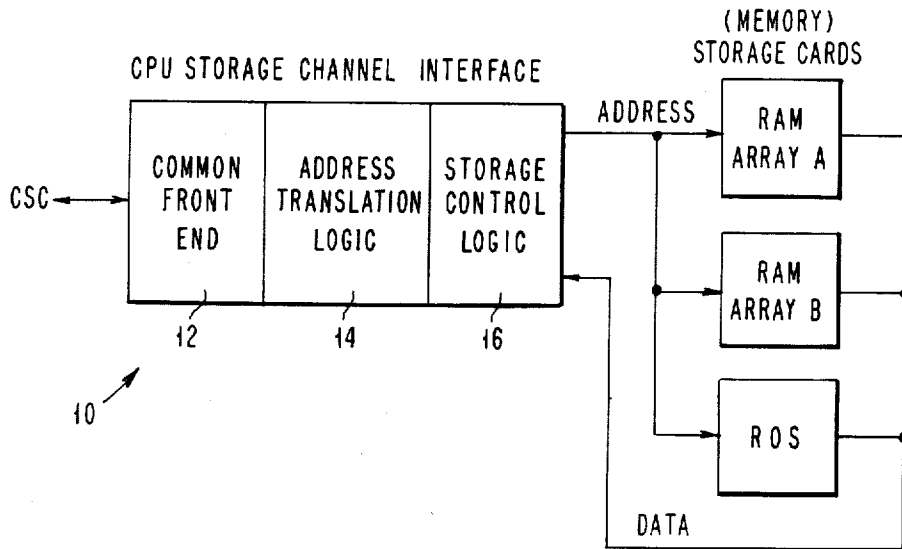 (MEMORY)
STORAGE CARDS
CPU STORAGE CHANNEL INTERFACE
ADDRESS
RAM
ARRAY A
CSC
COMMON
FRONT
END
ADDRESS
TRANSLATION
LOGIC
STORAGE
CONTROL
LOGIC
RAM
ARRAY B
12
14
16
10
ROS
DATA